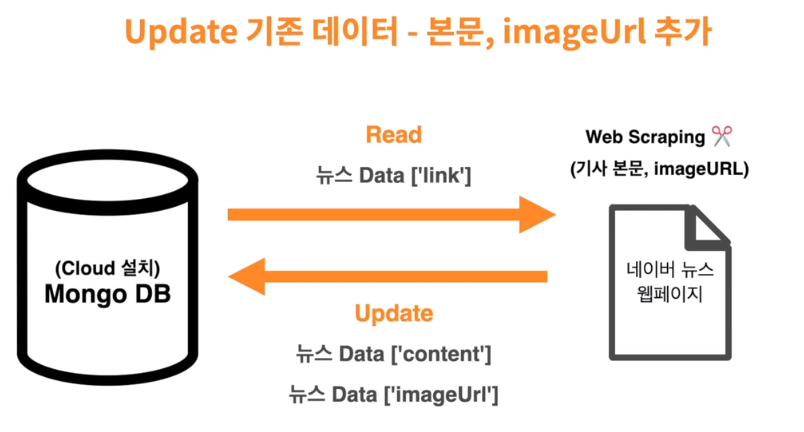 Update 기존 데이터 - 본문, imageUrl 추가
Read
뉴스 Data ['link']
Web Scraping ✂️
(기사 본문, imageURL)
(Cloud 설치)
Mongo DB
네이버 뉴스
웹페이지
Update
뉴스 Data ['content']
뉴스 Data ['imageUrl']